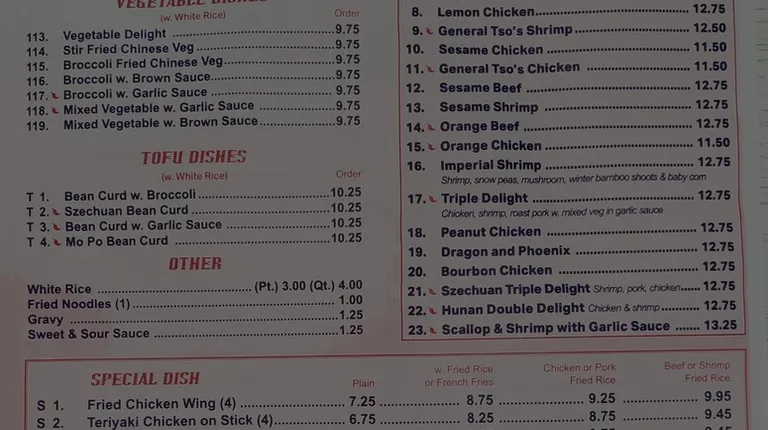 VEGETABLE DISHES
(w. White Rice) Order
113. Vegetable Delight 9.75
114. Stir Fried Chinese Veg 9.75
115. Broccoli Fried Chinese Veg 9.75
116. Broccoli w. Brown Sauce 9.75
117. Broccoli w. Garlic Sauce 9.75
118. Mixed Vegetable w. Garlic Sauce 9.75
119. Mixed Vegetable w. Brown Sauce 9.75
TOFU DISHES
(w. White Rice) Order
T 1. Bean Curd w. Broccoli 10.25
T 2. Szechuan Bean Curd 10.25
T 3. Bean Curd w. Garlic Sauce 10.25
T 4. Mo Po Bean Curd 10.25
OTHER
White Rice (Pt.) 3.00 (Qt.) 4.00
Fried Noodles (1) 1.00
Gravy 1.25
Sweet & Sour Sauce 1.25
8. Lemon Chicken 12.75
9. General Tso's Shrimp 12.50
10. Sesame Chicken 11.50
11. General Tso's Chicken 11.50
12. Sesame Beef 12.75
13. Sesame Shrimp 12.75
14. Orange Beef 12.75
15. Orange Chicken 11.50
16. Imperial Shrimp 12.75
Shrimp, snow peas, mushroom, winter bamboo shoots & baby corn
17. Triple Delight 12.75
Chicken, shrimp, roast pork w. mixed veg in garlic sauce
18. Peanut Chicken 12.75
19. Dragon and Phoenix 12.75
20. Bourbon Chicken 12.75
21. Szechuan Triple Delight Shrimp, pork, chicken 12.75
22. Hunan Double Delight Chicken & shrimp 12.75
23. Scallop & Shrimp with Garlic Sauce 13.25
SPECIAL DISH
Plain
w. Fried Rice
or French Fries
Chicken or Pork
Fried Rice
Beef or Shrimp
Fried Rice
S 1. Fried Chicken Wing (4) 7.25 8.75 9.25 9.95
S 2. Teriyaki Chicken on Stick (4) 6.75 8.25 8.75 9.45